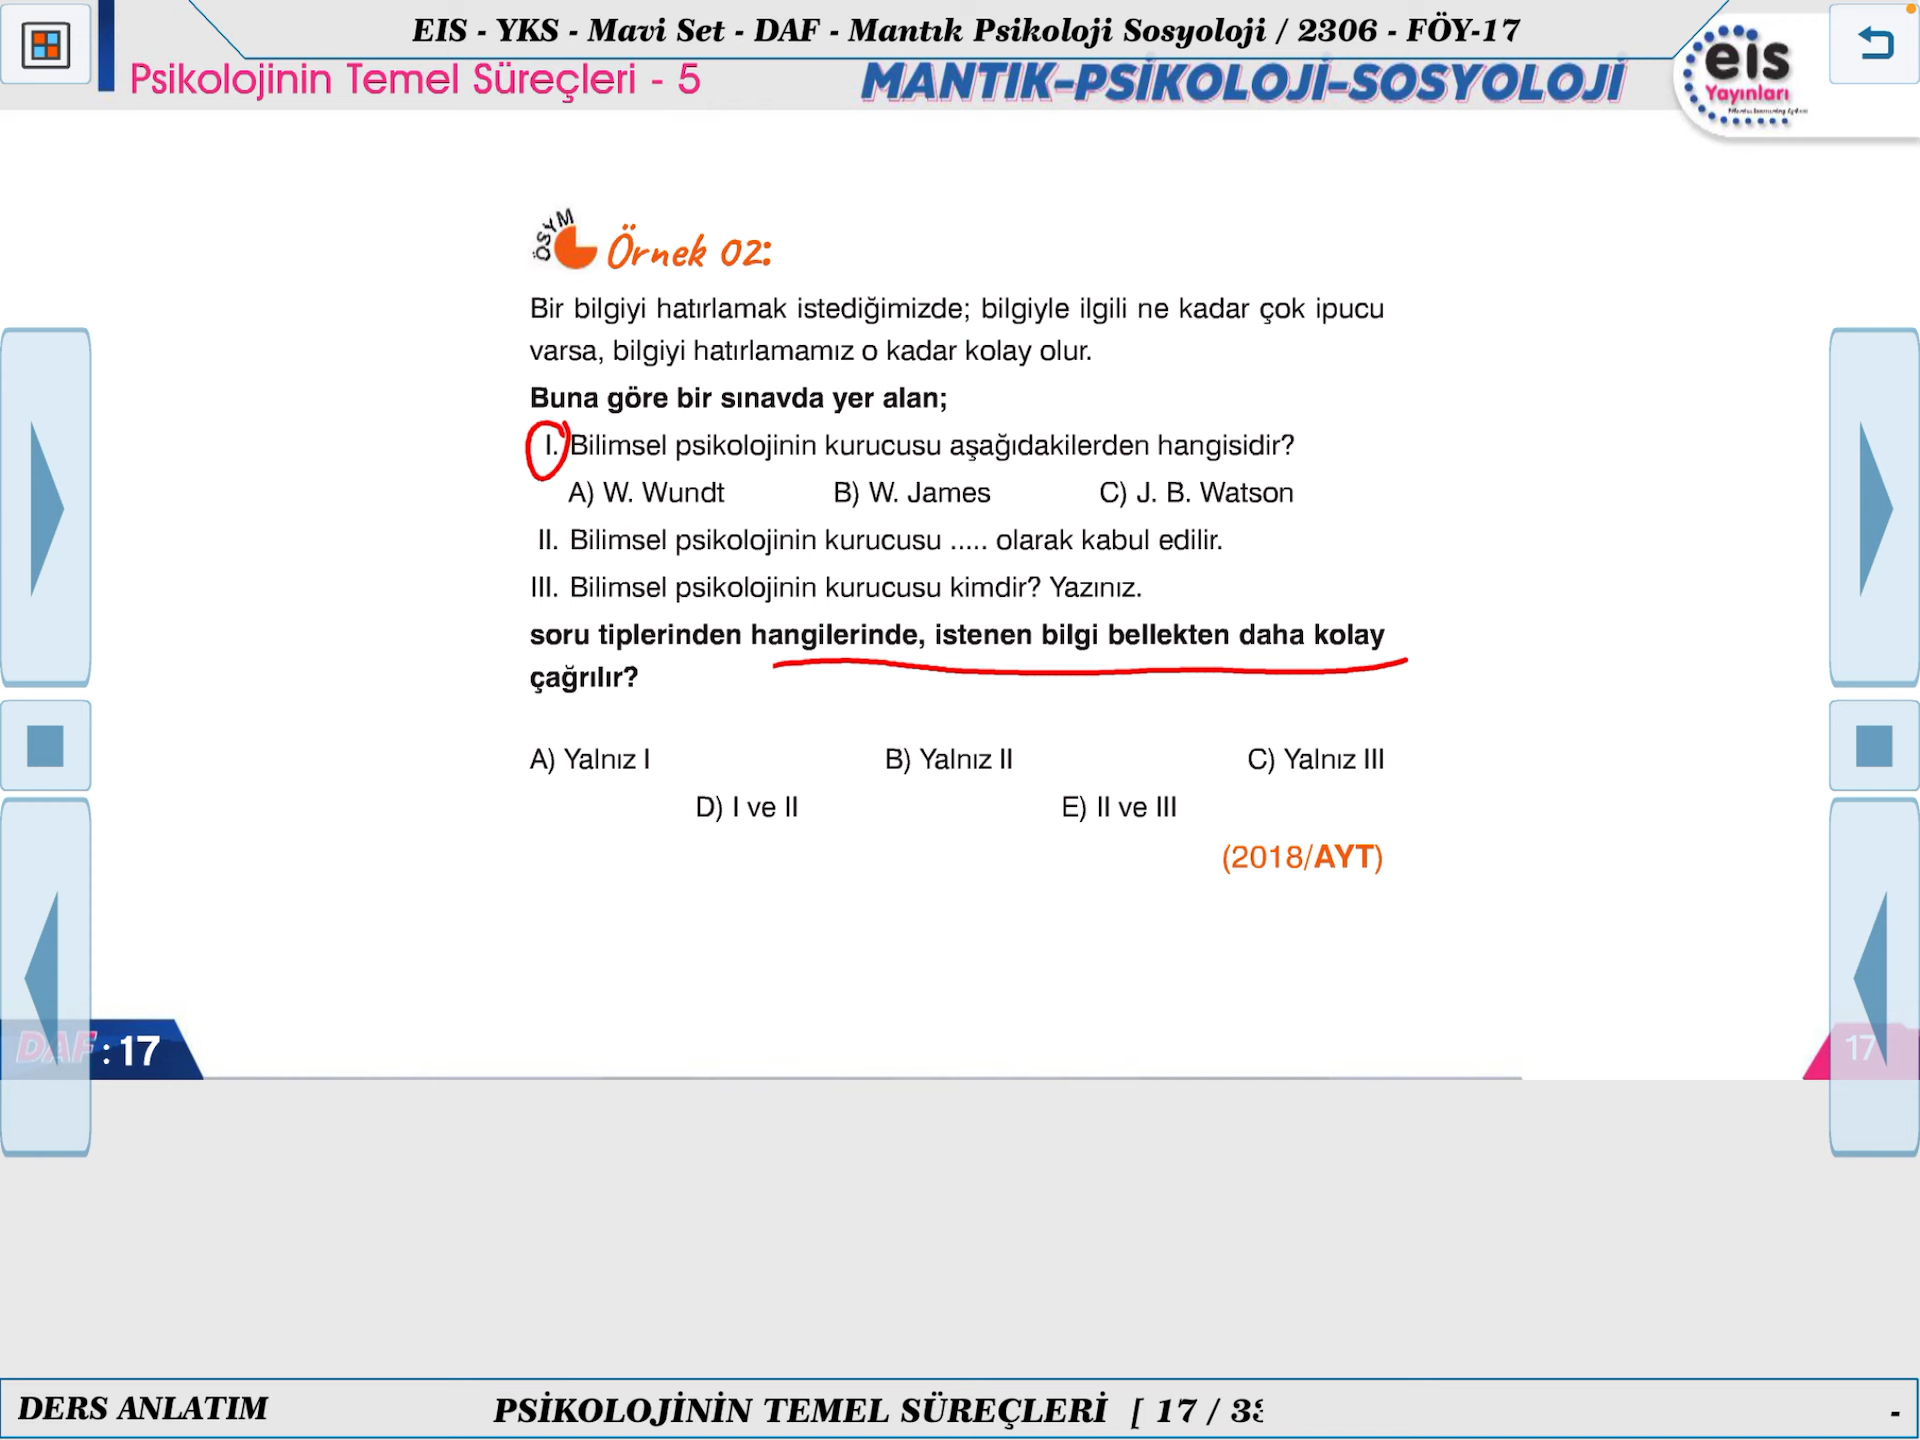 EIS - YKS - Mavi Set - DAF - Mantık Psikoloji Sosyoloji / 2306 - FÖY-17
Psikolojinin Temel Süreçleri - 5
MANTIK-PSİKOLOJİ-SOSYOLOJİ
eis
Yayınları
ÖSYM
Örnek 02:
Bir bilgiyi hatırlamak istediğimizde; bilgiyle ilgili ne kadar çok ipucu
varsa, bilgiyi hatırlamamız o kadar kolay olur.
Buna göre bir sınavda yer alan;
I. Bilimsel psikolojinin kurucusu aşağıdakilerden hangisidir?
A) W. Wundt B) W. James C) J. B. Watson
II. Bilimsel psikolojinin kurucusu ..... olarak kabul edilir.
III. Bilimsel psikolojinin kurucusu kimdir? Yazınız.
soru tiplerinden hangilerinde, istenen bilgi bellekten daha kolay
çağrılır?
A) Yalnız I B) Yalnız II C) Yalnız III
D) I ve II E) II ve III
(2018/AYT)
DAF : 17
17
DERS ANLATIM
PSİKOLOJİNİN TEMEL SÜREÇLERİ [ 17 / 3
-